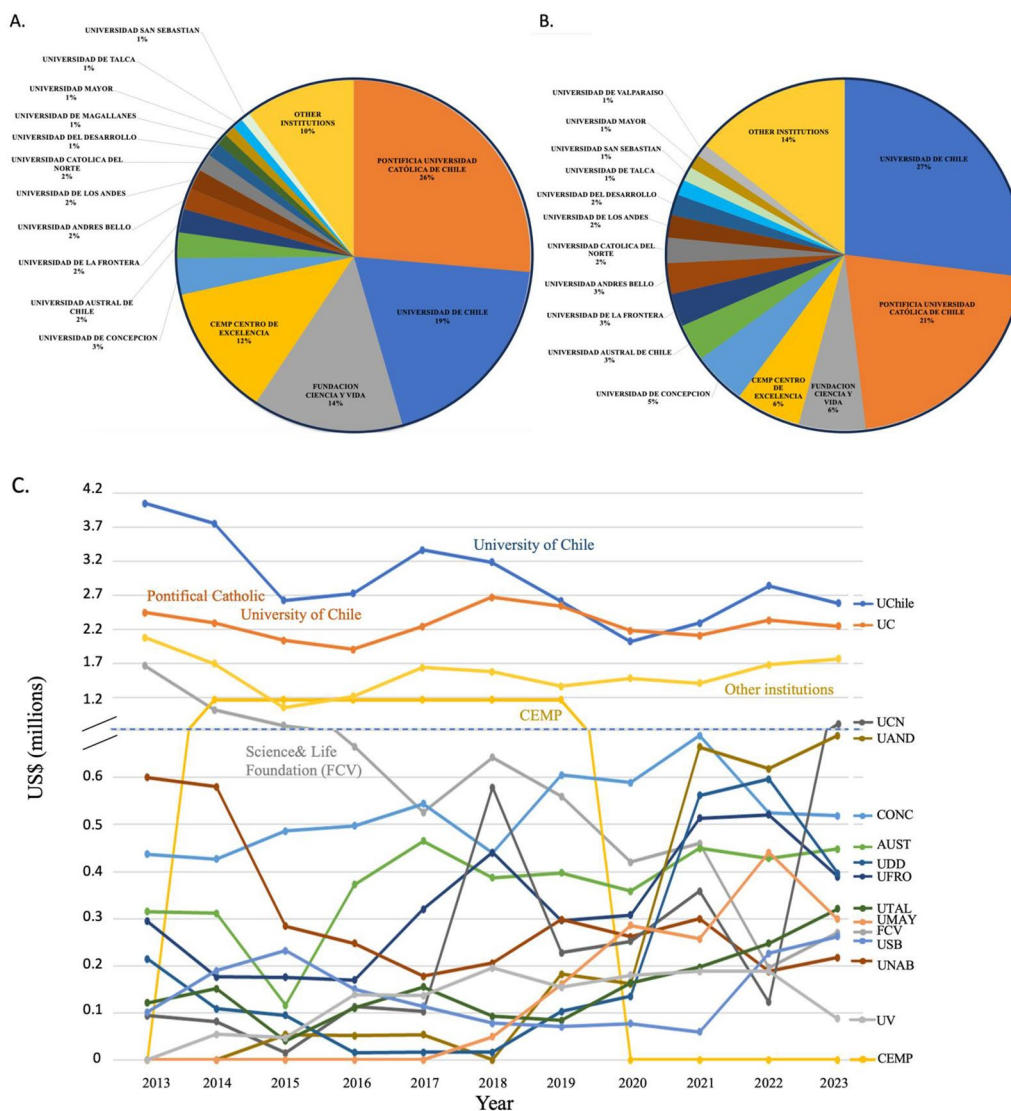 A.
UNIVERSIDAD SAN SEBASTIAN
1%
UNIVERSIDAD DE TALCA
1%
UNIVERSIDAD MAYOR
1%
UNIVERSIDAD DE MAGALLANES
1%
UNIVERSIDAD DEL DESARROLLO
1%
UNIVERSIDAD CATOLICA DEL
NORTE
2%
UNIVERSIDAD DE LOS ANDES
2%
UNIVERSIDAD ANDRES BELLO
2%
UNIVERSIDAD DE LA FRONTERA
2%
UNIVERSIDAD AUSTRAL DE
CHILE
2%
UNIVERSIDAD DE CONCEPCION
3%
CEMP CENTRO DE
EXCELENCIA
12%
FUNDACION
CIENCIA Y VIDA
14%
UNIVERSIDAD DE CHILE
19%
PONTIFICIA UNIVERSIDAD
CATÓLICA DE CHILE
26%
OTHER
INSTITUTIONS
10%
B.
UNIVERSIDAD DE VALPARAISO
1%
UNIVERSIDAD MAYOR
1%
UNIVERSIDAD SAN SEBASTIAN
1%
UNIVERSIDAD DE TALCA
1%
UNIVERSIDAD DEL DESARROLLO
2%
UNIVERSIDAD DE LOS ANDES
2%
UNIVERSIDAD CATOLICA DEL
NORTE
2%
UNIVERSIDAD ANDRES BELLO
3%
UNIVERSIDAD DE LA FRONTERA
3%
UNIVERSIDAD AUSTRAL DE CHILE
3%
UNIVERSIDAD DE CONCEPCION
5%
CEMP CENTRO
DE
EXCELENCIA
6%
FUNDACION
CIENCIA Y VIDA
6%
PONTIFICIA UNIVERSIDAD
CATÓLICA DE CHILE
21%
UNIVERSIDAD DE CHILE
27%
OTHER INSTITUTIONS
14%
C.
US$ (millions)
4.2
3.7
3.2
2.7
2.2
1.7
1.2
0.6
0.5
0.4
0.3
0.2
0.1
0
University of Chile
Pontifical Catholic
University of Chile
Other institutions
CEMP
Science& Life
Foundation (FCV)
UChile
UC
UCN
UAND
CONC
AUST
UDD
UFRO
UTAL
UMAY
FCV
USB
UNAB
UV
CEMP
2013 2014 2015 2016 2017 2018 2019 2020 2021 2022 2023
Year